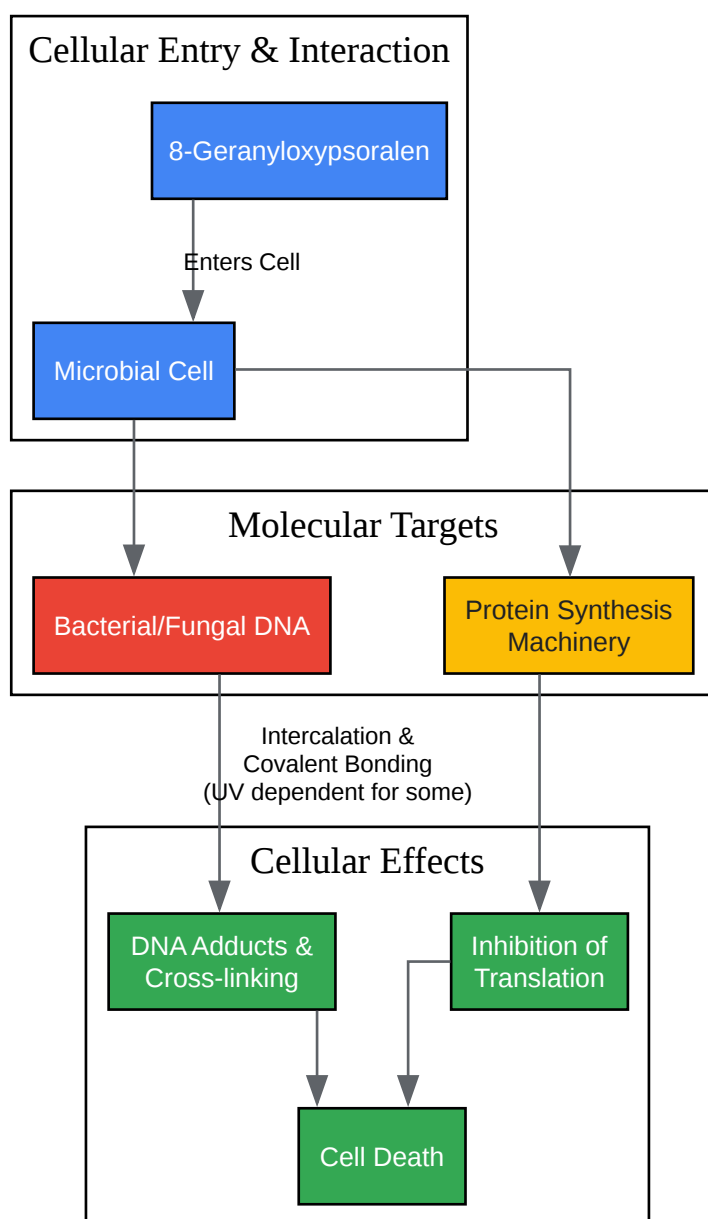 Cellular Entry & Interaction
8-Geranyloxypsoralen
Enters Cell
Microbial Cell
Molecular Targets
Bacterial/Fungal DNA
Protein Synthesis
Machinery
Intercalation &
Covalent Bonding
(UV dependent for some)
Cellular Effects
DNA Adducts &
Cross-linking
Inhibition of
Translation
Cell Death